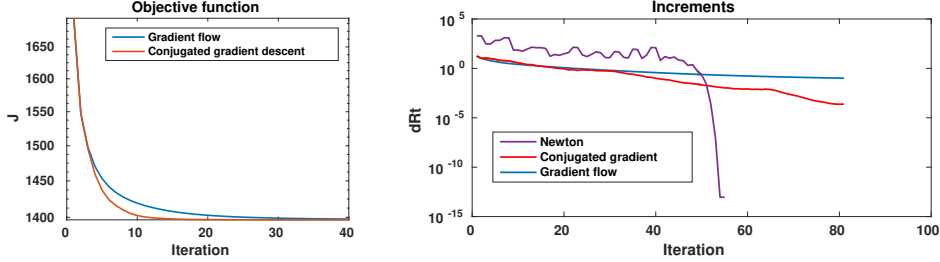 Objective function
1650
1600
1550
1500
1450
1400
J
0 10 20 30 40
Iteration
Gradient flow
Conjugated gradient descent
Increments
10^5
10^0
10^-5
10^-10
10^-15
dRt
0 20 40 60 80 100
Iteration
Newton
Conjugated gradient
Gradient flow